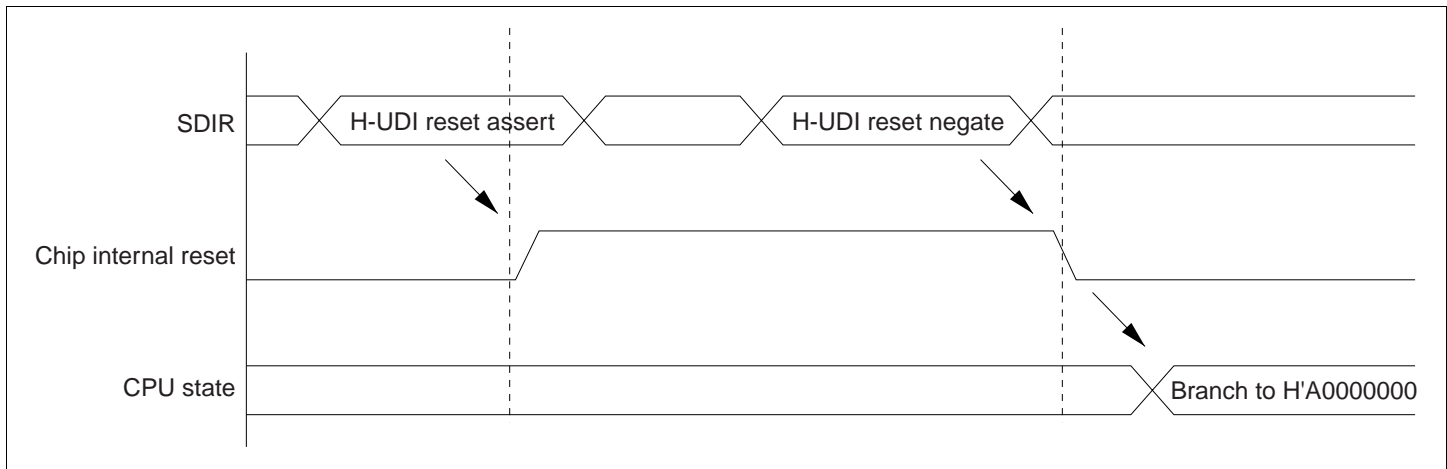 SDIR
H-UDI reset assert
H-UDI reset negate
Chip internal reset
CPU state
Branch to H'A0000000